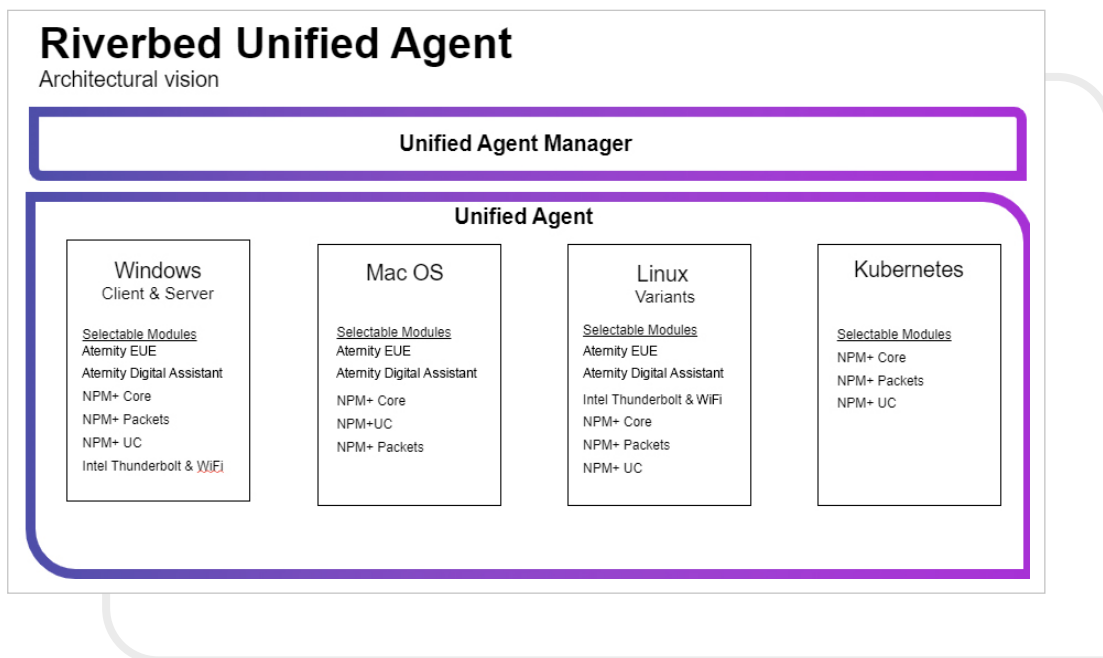 Riverbed Unified Agent
Architectural vision
Unified Agent Manager
Unified Agent
Windows
Client & Server
Selectable Modules
Aternity EUE
Aternity Digital Assistant
NPM+ Core
NPM+ Packets
NPM+ UC
Intel Thunderbolt & WiFi
Mac OS
Selectable Modules
Aternity EUE
Aternity Digital Assistant
NPM+ Core
NPM+UC
NPM+ Packets
Linux
Variants
Selectable Modules
Aternity EUE
Aternity Digital Assistant
Intel Thunderbolt & WiFi
NPM+ Core
NPM+ Packets
NPM+ UC
Kubernetes
Selectable Modules
NPM+ Core
NPM+ Packets
NPM+ UC